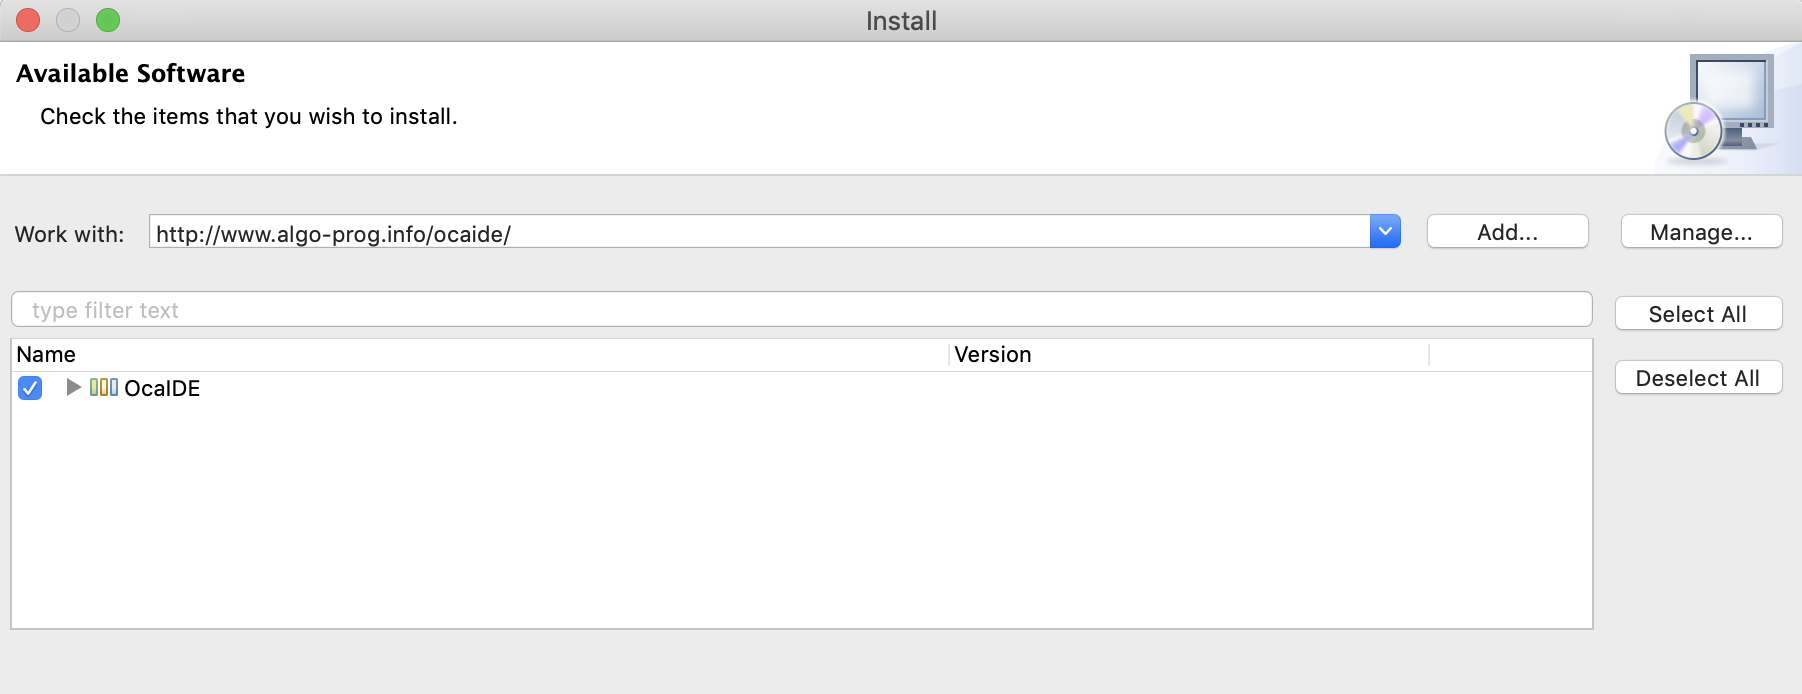 Install
Available Software
Check the items that you wish to install.
Work with: http://www.algo-prog.info/ocaide/ Add... Manage...
type filter text Select All
Name Version
Deselect All
OcaIDE